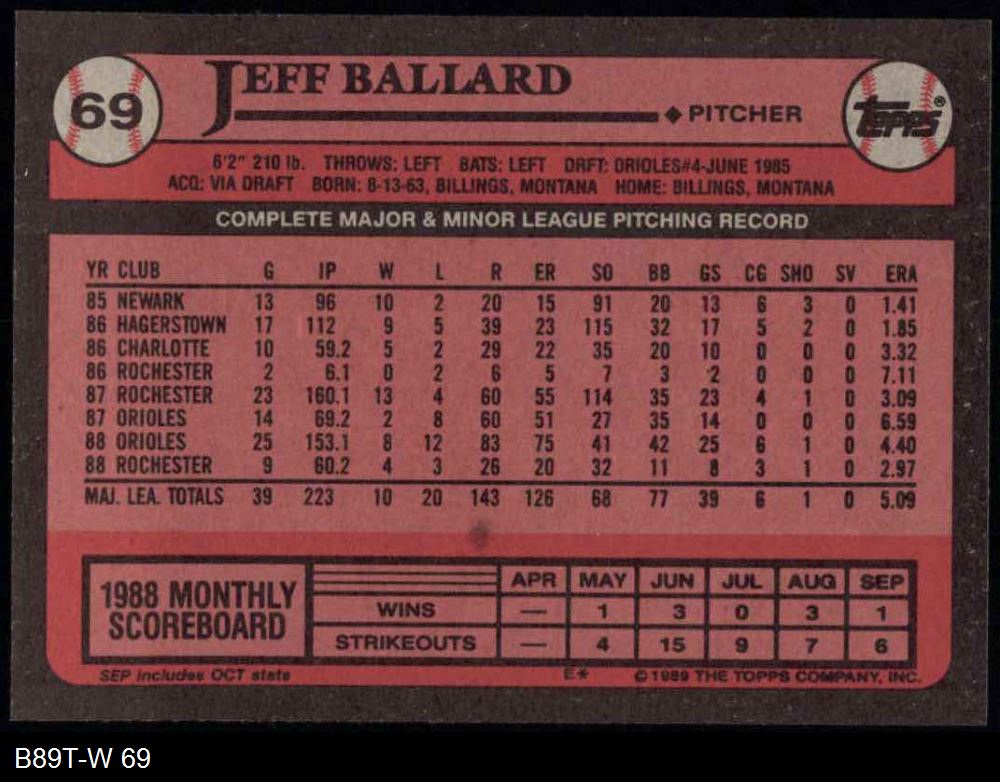 69
JEFF BALLARD
PITCHER
TOPPS®
6'2" 210 lb. THROWS: LEFT BATS: LEFT DRFT: ORIOLES#4-JUNE 1985
ACQ: VIA DRAFT BORN: 8-13-63, BILLINGS, MONTANA HOME: BILLINGS, MONTANA
COMPLETE MAJOR & MINOR LEAGUE PITCHING RECORD
YR CLUB G IP W L R ER SO BB GS CG SHO SV ERA
85 NEWARK 13 96 10 2 20 15 91 20 13 6 3 0 1.41
86 HAGERSTOWN 17 112 9 5 39 23 115 32 17 5 2 0 1.85
86 CHARLOTTE 10 59.2 5 2 29 22 35 20 10 0 0 0 3.32
86 ROCHESTER 2 6.1 0 2 6 5 7 3 2 0 0 0 7.11
87 ROCHESTER 23 160.1 13 4 60 55 114 35 23 4 1 0 3.09
87 ORIOLES 14 69.2 2 8 60 51 27 35 14 0 0 0 6.59
88 ORIOLES 25 153.1 8 12 83 75 41 42 25 6 1 0 4.40
88 ROCHESTER 9 60.2 4 3 26 20 32 11 8 3 1 0 2.97
MAJ. LEA. TOTALS 39 223 10 20 143 126 68 77 39 6 1 0 5.09
1988 MONTHLY SCOREBOARD
APR MAY JUN JUL AUG SEP
WINS — 1 3 0 3 1
STRIKEOUTS — 4 15 9 7 6
SEP includes OCT stats E* © 1989 THE TOPPS COMPANY, INC.
B89T-W 69